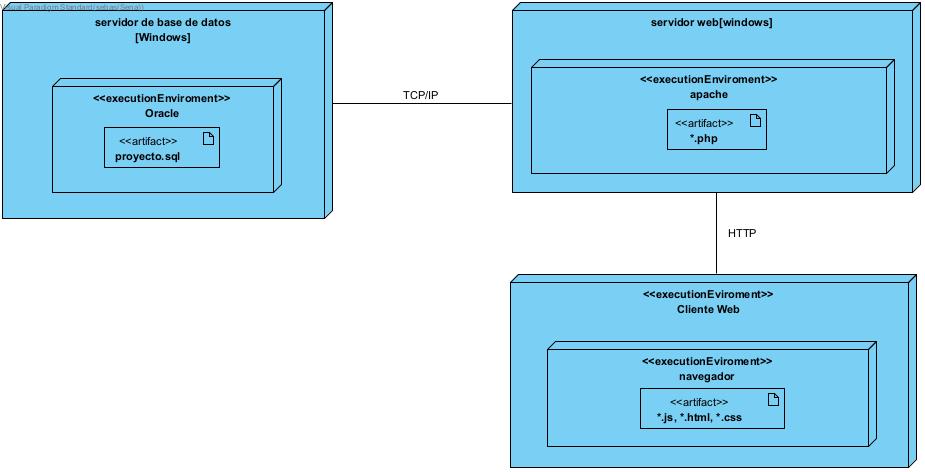 Visual Paradigm Standard(sebas(Sena))
servidor de base de datos
[Windows]
<<executionEnviroment>>
Oracle
<<artifact>>
proyecto.sql
TCP/IP
servidor web[windows]
<<executionEnviroment>>
apache
<<artifact>>
*.php
HTTP
<<executionEviroment>>
Cliente Web
<<executionEviroment>>
navegador
<<artifact>>
*.js, *.html, *.css